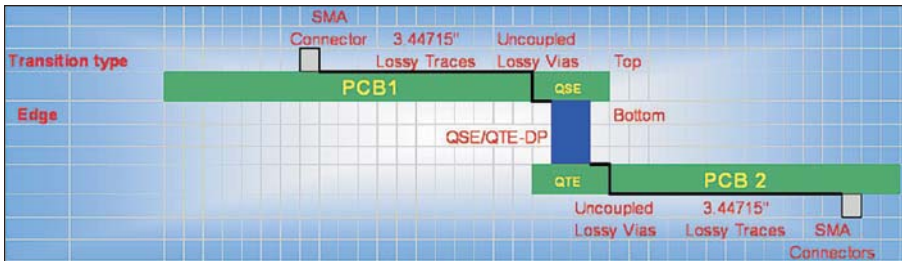 SMA
Connector 3.44715" Uncoupled
Transition type Lossy Traces Lossy Vias Top
PCB1 QSE
Edge Bottom
QSE/QTE-DP
QTE PCB 2
Uncoupled 3.44715" 
Lossy Vias Lossy Traces SMA
Connectors